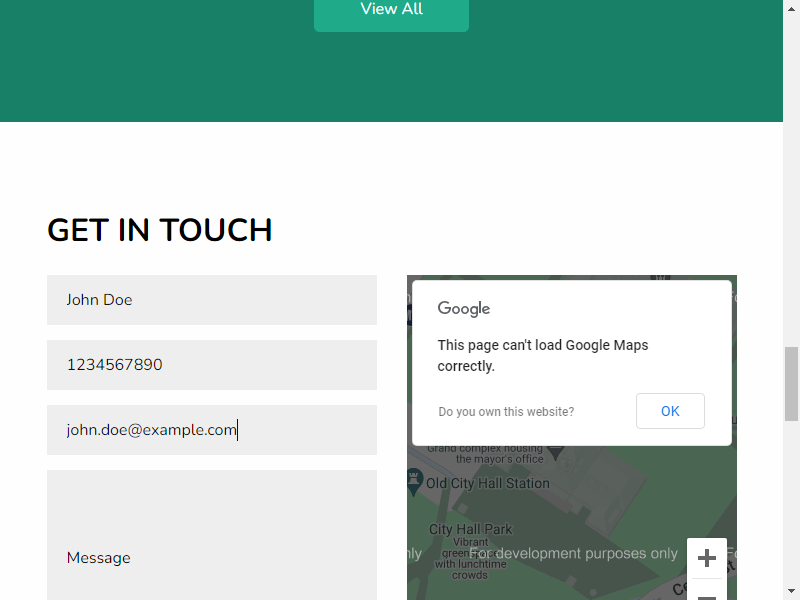 View All
GET IN TOUCH
John Doe
1234567890
john.doe@example.com
Message
Google
This page can't load Google Maps
correctly.
Do you own this website?
OK
Grand complex housing
the mayor's office
Old City Hall Station
City Hall Park
Vibrant
green space
with lunchtime
crowds
nly
For development purposes only